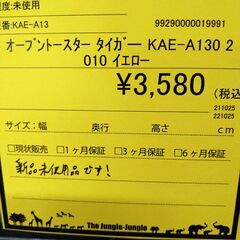 程度:未使用
型番:KAE-A13 99290000019991
オーブントースター タイガー KAE-A130 2
010 イエロー
¥3,580 (税込
211025
221025
サイズ:幅 奥行 高さ cm
□現状販売 □3ヶ月保証
□1ヶ月保証 □6ヶ月保証
新品未使用品です!
The Jungle-Jungle